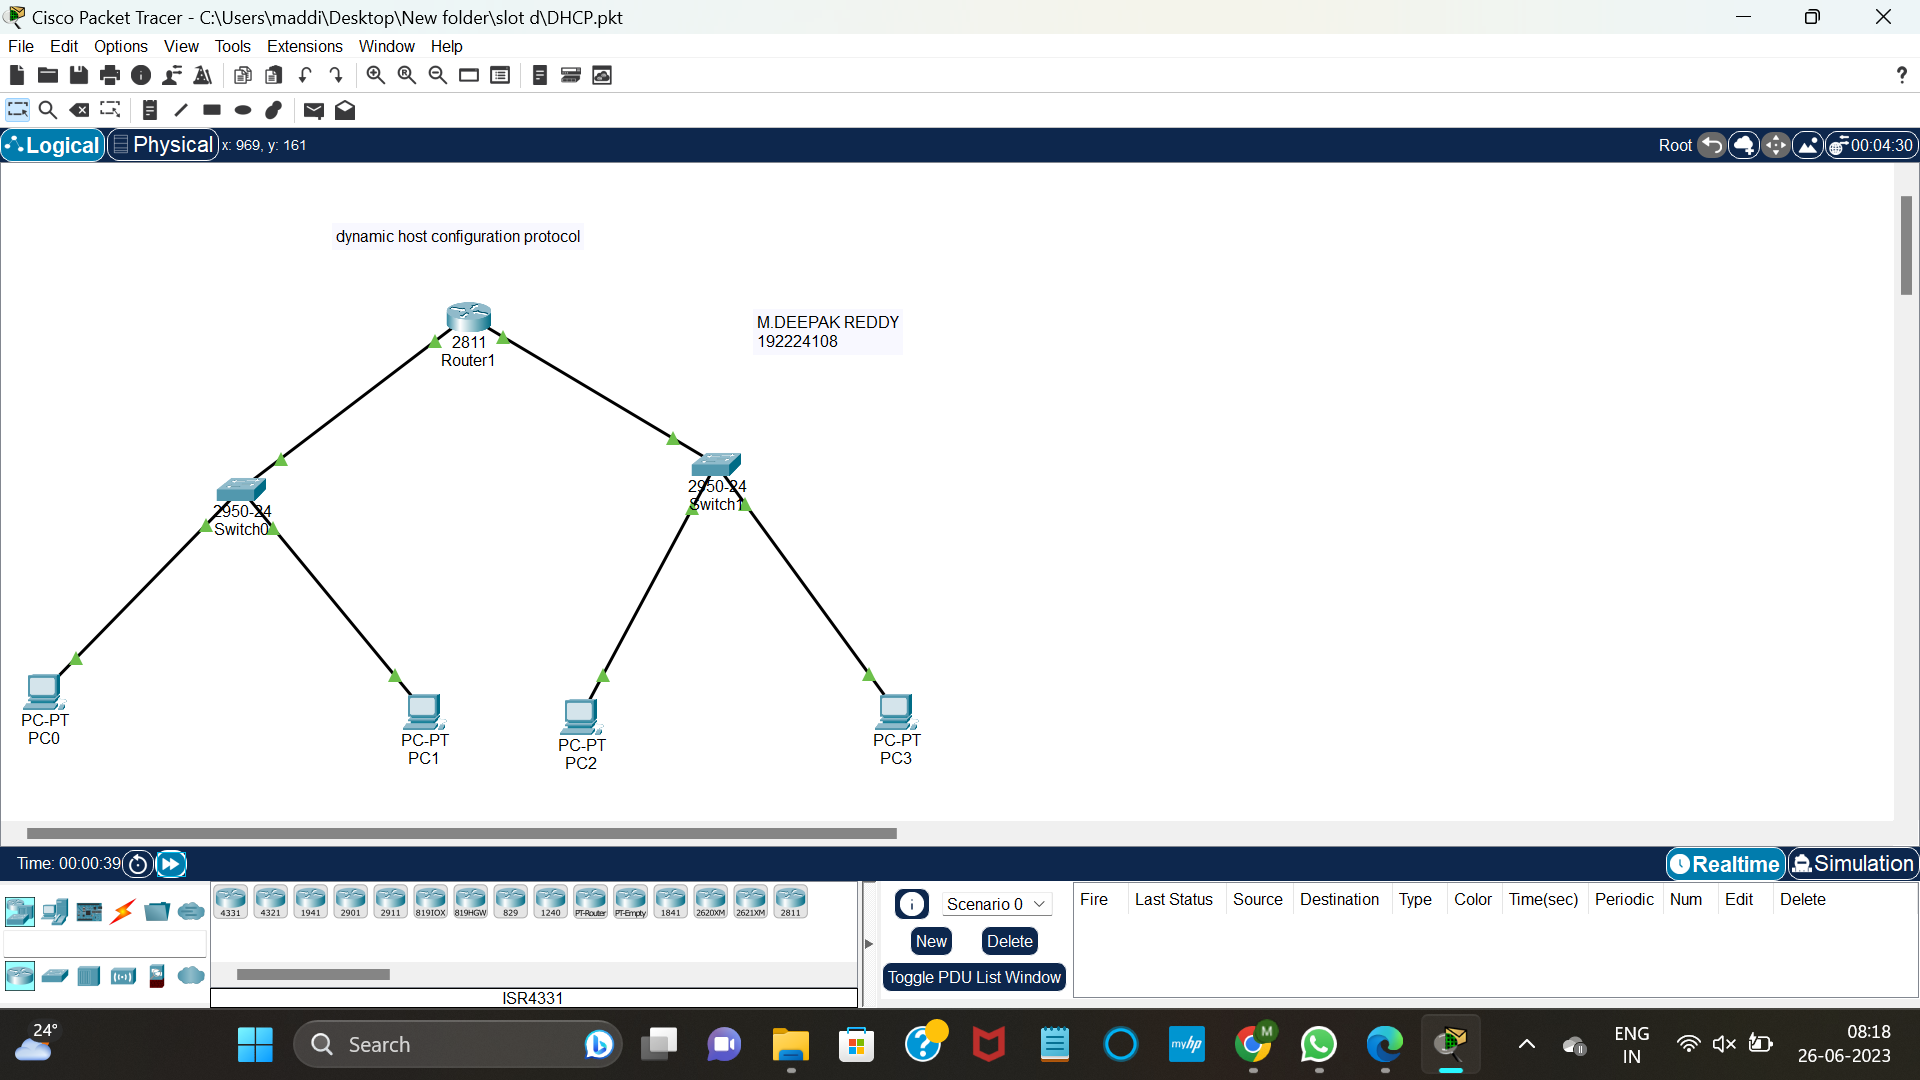 Cisco Packet Tracer - C:\Users\maddi\Desktop\New folder\slot d\DHCP.pkt
File Edit Options View Tools Extensions Window Help
?
Logical Physical x: 969, y: 161 Root 00:04:30
dynamic host configuration protocol
M.DEEPAK REDDY
192224108
2811
Router1
2950-24
Switch0
2950-24
Switch1
PC-PT
PC0
PC-PT
PC1
PC-PT
PC2
PC-PT
PC3
Time: 00:00:39 Realtime Simulation
4331 4321 1941 2901 2911 819IOX 819HGW 829 1240 PT-Router PT-Empty 1841 2620XM 2621XM 2811
ISR4331
Scenario 0
New Delete
Toggle PDU List Window
Fire Last Status Source Destination Type Color Time(sec) Periodic Num Edit Delete
24°
Search
myhp
M
ENG
IN
08:18
26-06-2023